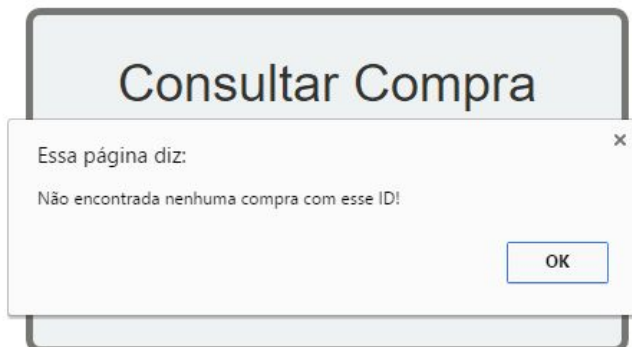 Consultar Compra
Essa página diz:
Não encontrada nenhuma compra com esse ID!
OK